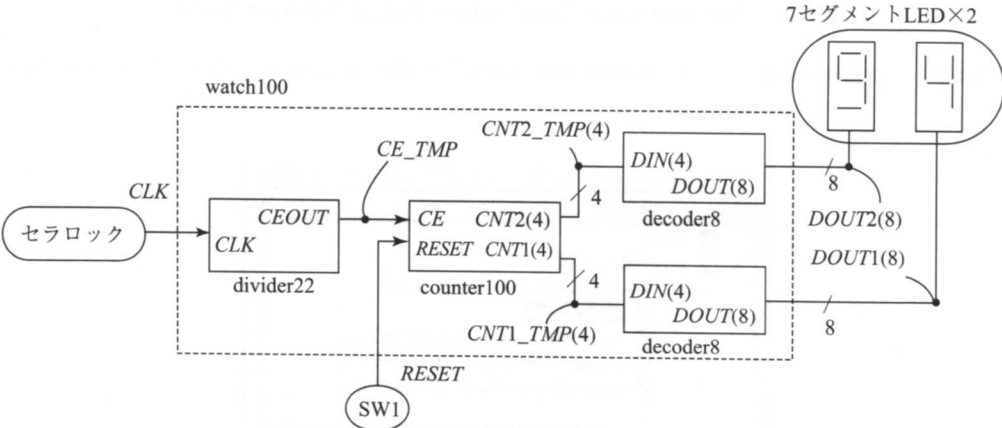 7セグメントLED×2
watch100
CNT2_TMP(4)
CE_TMP
DIN(4)
DOUT(8)
8
decoder8
4
CLK
CEOUT
CE
CNT2(4)
DOUT2(8)
セラロック
CLK
RESET
CNT1(4)
DOUT1(8)
divider22
counter100
4
DIN(4)
DOUT(8)
8
CNT1_TMP(4)
decoder8
RESET
SW1